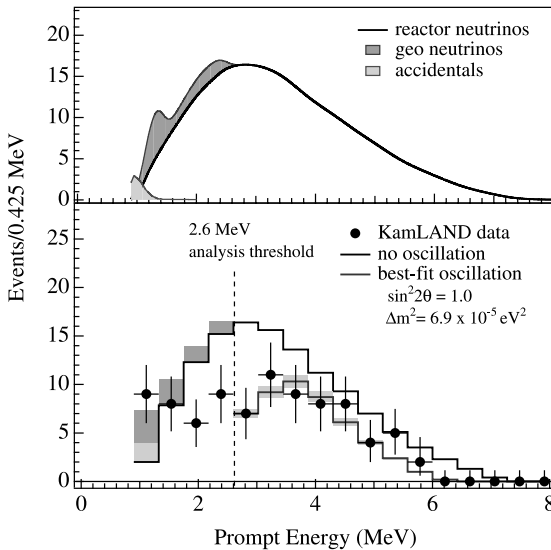 20
15
10
5
0
reactor neutrinos
geo neutrinos
accidentals
Events/0.425 MeV
25
20
15
10
5
0
2.6 MeV
analysis threshold
KamLAND data
no oscillation
best-fit oscillation
sin²2θ = 1.0
Δm²= 6.9 x 10⁻⁵ eV²
0 2 4 6 8
Prompt Energy (MeV)